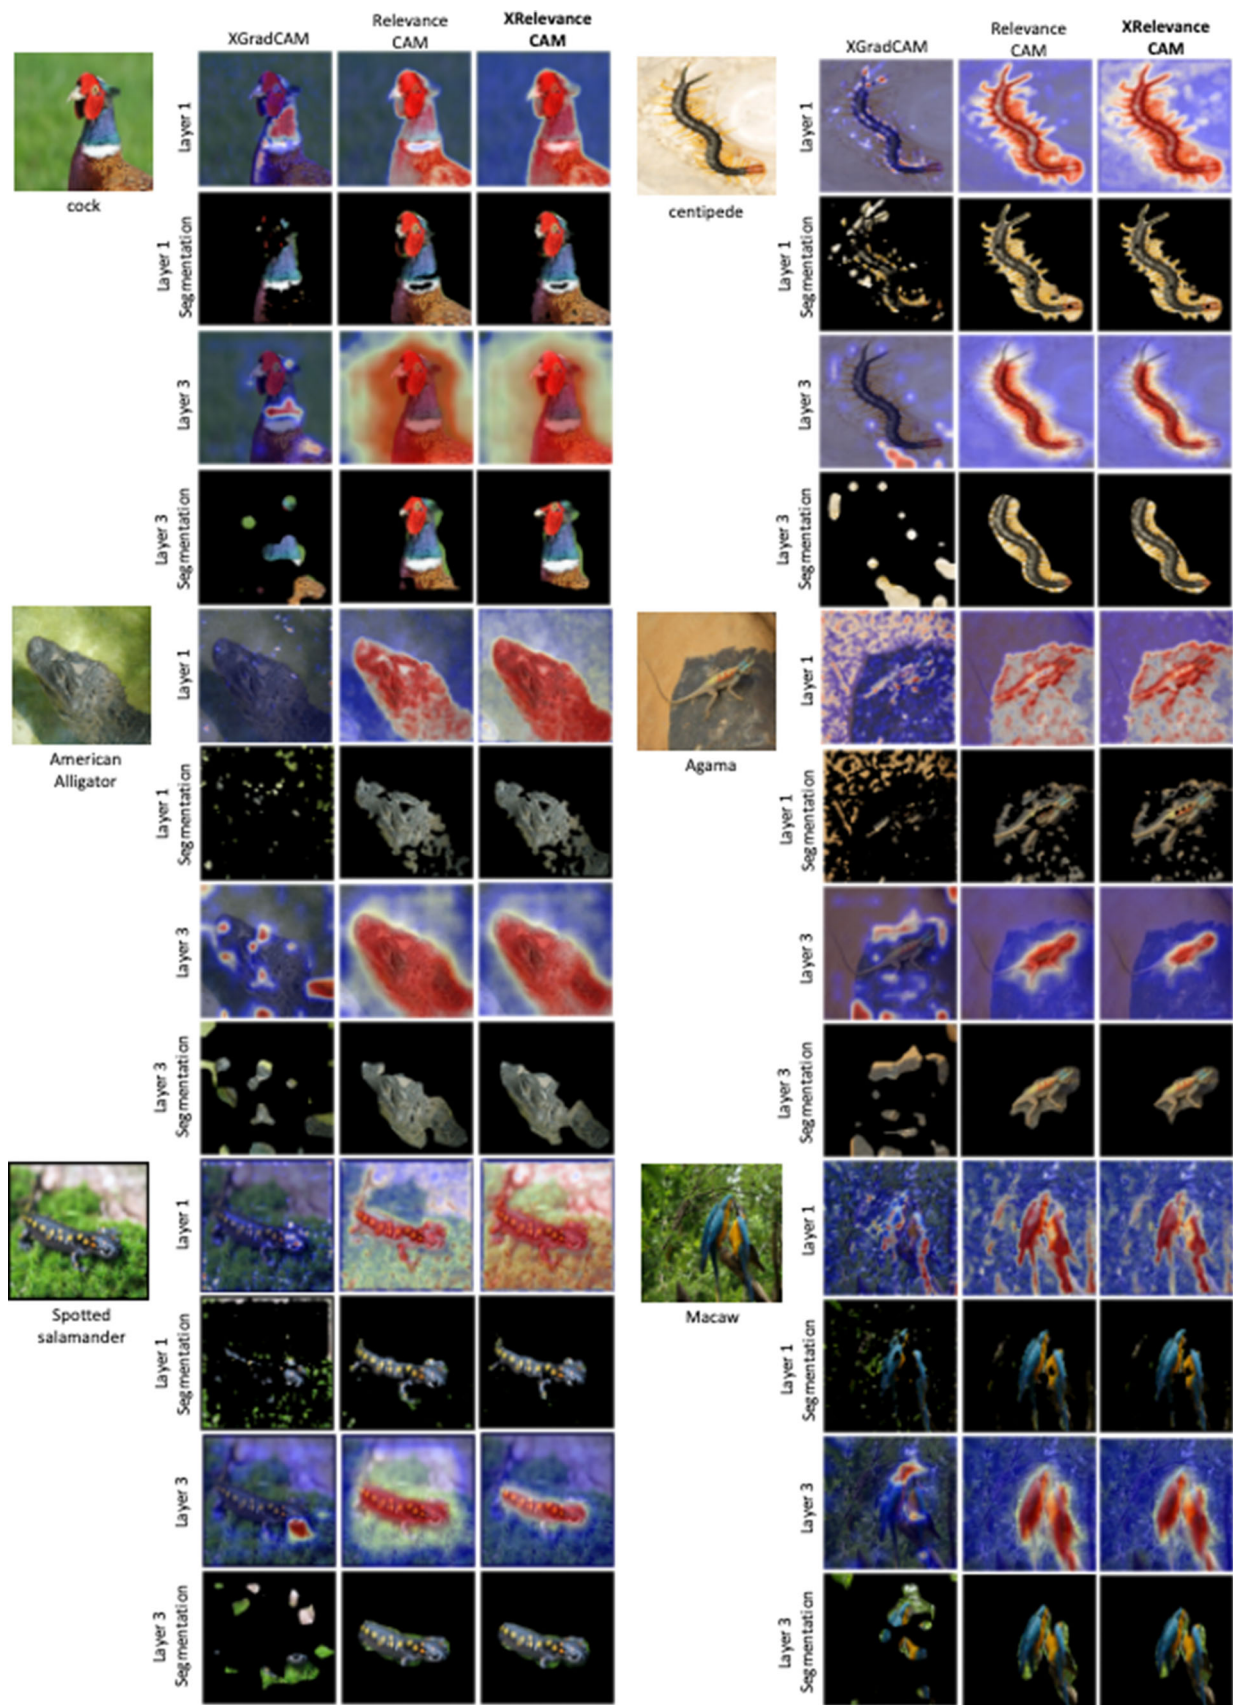 XGradCAM
Relevance
CAM
XRelevance
CAM
cock
Layer 1
Layer 1
Segmentation
Layer 3
Layer 3
Segmentation
American
Alligator
Layer 1
Layer 1
Segmentation
Layer 3
Layer 3
Segmentation
Spotted
salamander
Layer 1
Layer 1
Segmentation
Layer 3
Layer 3
Segmentation
XGradCAM
Relevance
CAM
XRelevance
CAM
centipede
Layer 1
Layer 1
Segmentation
Layer 3
Layer 3
Segmentation
Agama
Layer 1
Layer 1
Segmentation
Layer 3
Layer 3
Segmentation
Macaw
Layer 1
Layer 1
Segmentation
Layer 3
Layer 3
Segmentation